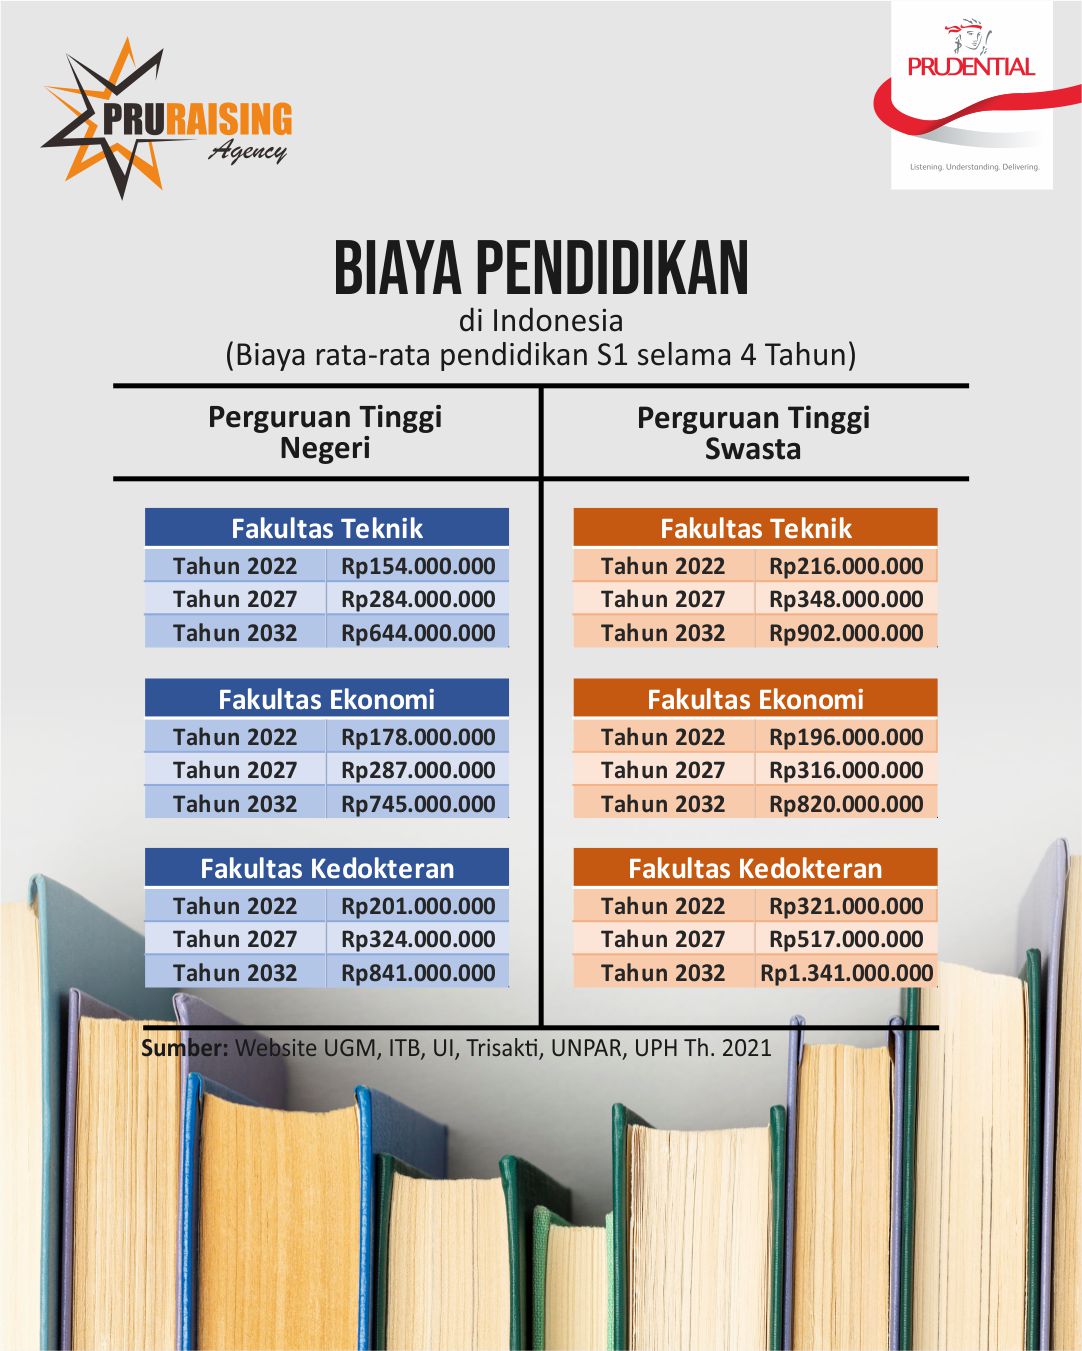 PRURAISING
Agency
PRUDENTIAL
Listening. Understanding. Delivering.
BIAYA PENDIDIKAN
di Indonesia
(Biaya rata-rata pendidikan S1 selama 4 Tahun)
Perguruan Tinggi
Negeri
Fakultas Teknik
Tahun 2022 Rp154.000.000
Tahun 2027 Rp284.000.000
Tahun 2032 Rp644.000.000
Fakultas Ekonomi
Tahun 2022 Rp178.000.000
Tahun 2027 Rp287.000.000
Tahun 2032 Rp745.000.000
Fakultas Kedokteran
Tahun 2022 Rp201.000.000
Tahun 2027 Rp324.000.000
Tahun 2032 Rp841.000.000
Perguruan Tinggi
Swasta
Fakultas Teknik
Tahun 2022 Rp216.000.000
Tahun 2027 Rp348.000.000
Tahun 2032 Rp902.000.000
Fakultas Ekonomi
Tahun 2022 Rp196.000.000
Tahun 2027 Rp316.000.000
Tahun 2032 Rp820.000.000
Fakultas Kedokteran
Tahun 2022 Rp321.000.000
Tahun 2027 Rp517.000.000
Tahun 2032 Rp1.341.000.000
Sumber: Website UGM, ITB, UI, Trisakti, UNPAR, UPH Th. 2021